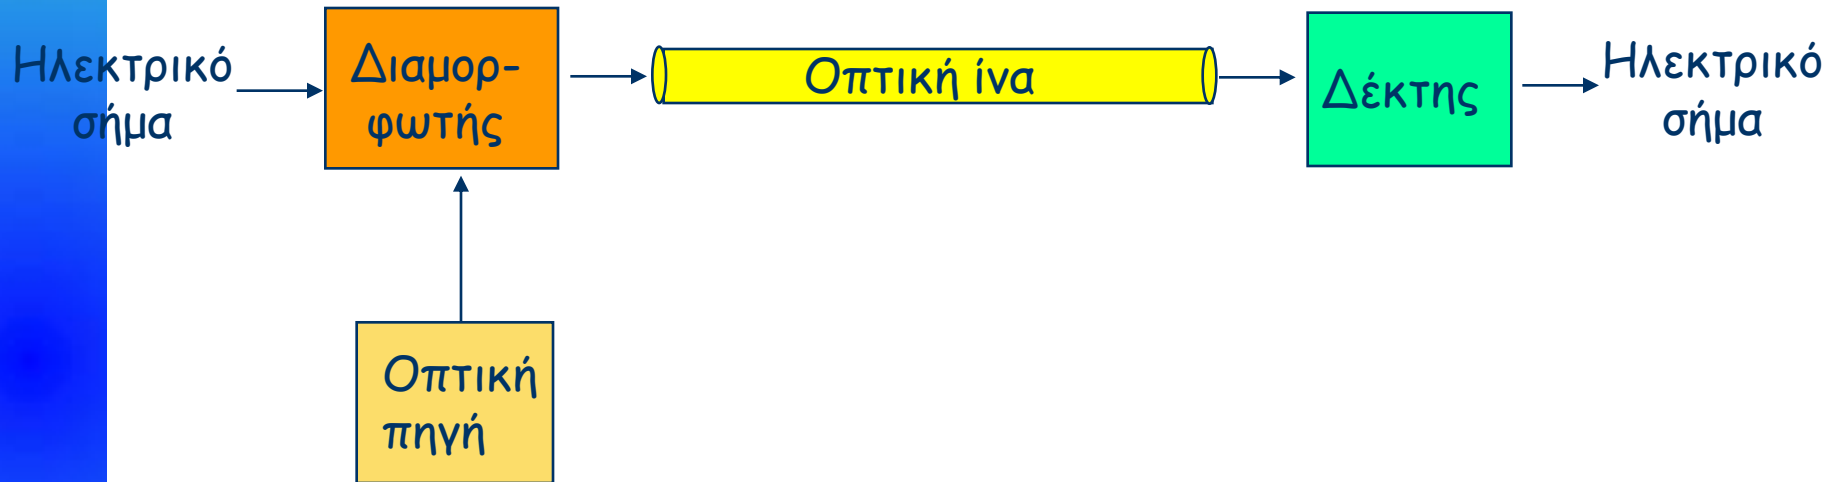 Ηλεκτρικό
σήμα
Διαμορ-
φωτής
Οπτική ίνα
Δέκτης
Ηλεκτρικό
σήμα
Οπτική
πηγή